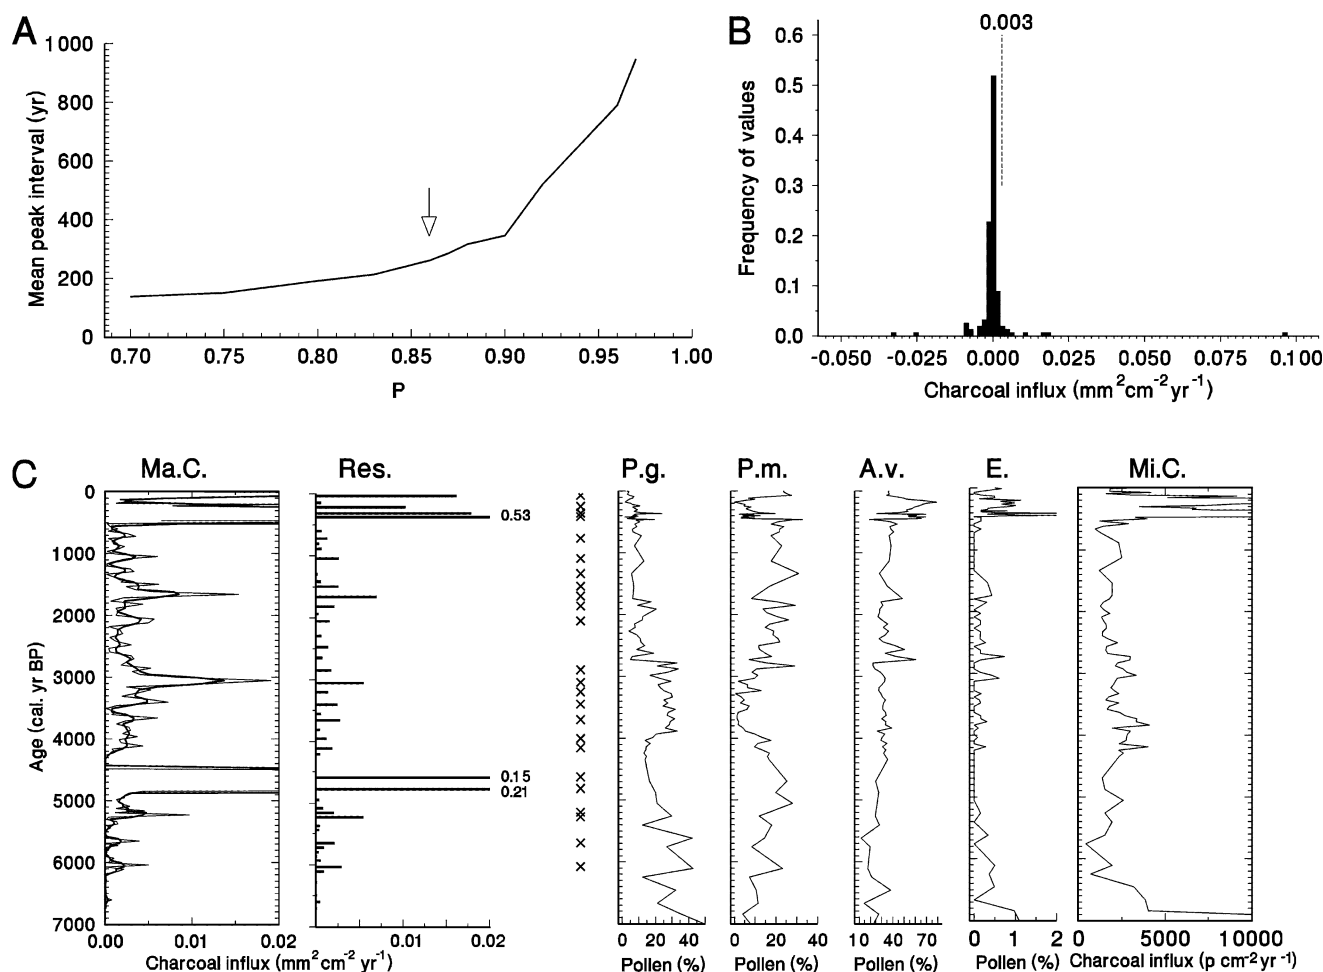 A
1000
800
600
400
200
0
Mean peak interval (yr)
0.70 0.75 0.80 0.85 0.90 0.95 1.00
P
B
0.003
0.6
0.5
0.4
0.3
0.2
0.1
0.0
Frequency of values
-0.050 -0.025 0.000 0.025 0.050 0.075 0.100
Charcoal influx (mm²cm⁻²yr⁻¹)
C
Ma.C. Res. P.g. P.m. A.v. E. Mi.C.
0
1000
2000
3000
4000
5000
6000
7000
Age (cal. yr BP)
0.53
0.15
0.21
0.00 0.01 0.02 0.01 0.02 0 20 40 0 20 40 10 40 70 0 1 2 0 5000 10000
Charcoal influx (mm²cm⁻² yr⁻¹) Pollen (%) Pollen (%) Pollen (%) Pollen (%) Charcoal influx (p cm⁻²yr⁻¹)